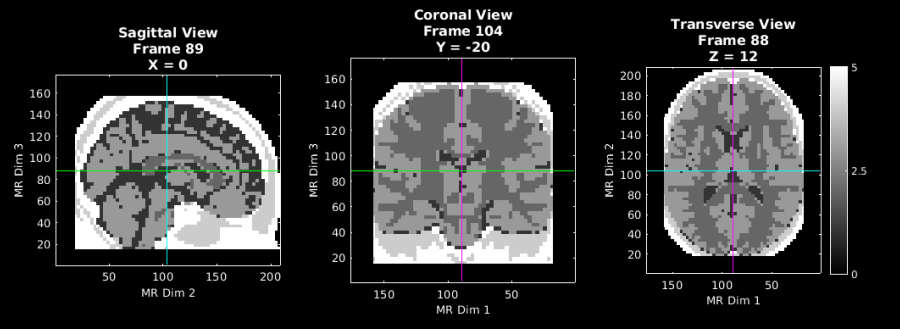 Sagittal View
Frame 89
X = 0
160
140
120
100
80
60
40
20
MR Dim 3
50
100
150
200
MR Dim 2
Coronal View
Frame 104
Y = -20
160
140
120
100
80
60
40
20
MR Dim 3
150
100
50
MR Dim 1
Transverse View
Frame 88
Z = 12
200
180
160
140
120
100
80
60
40
20
MR Dim 2
150
100
50
MR Dim 1
5
2.5
0